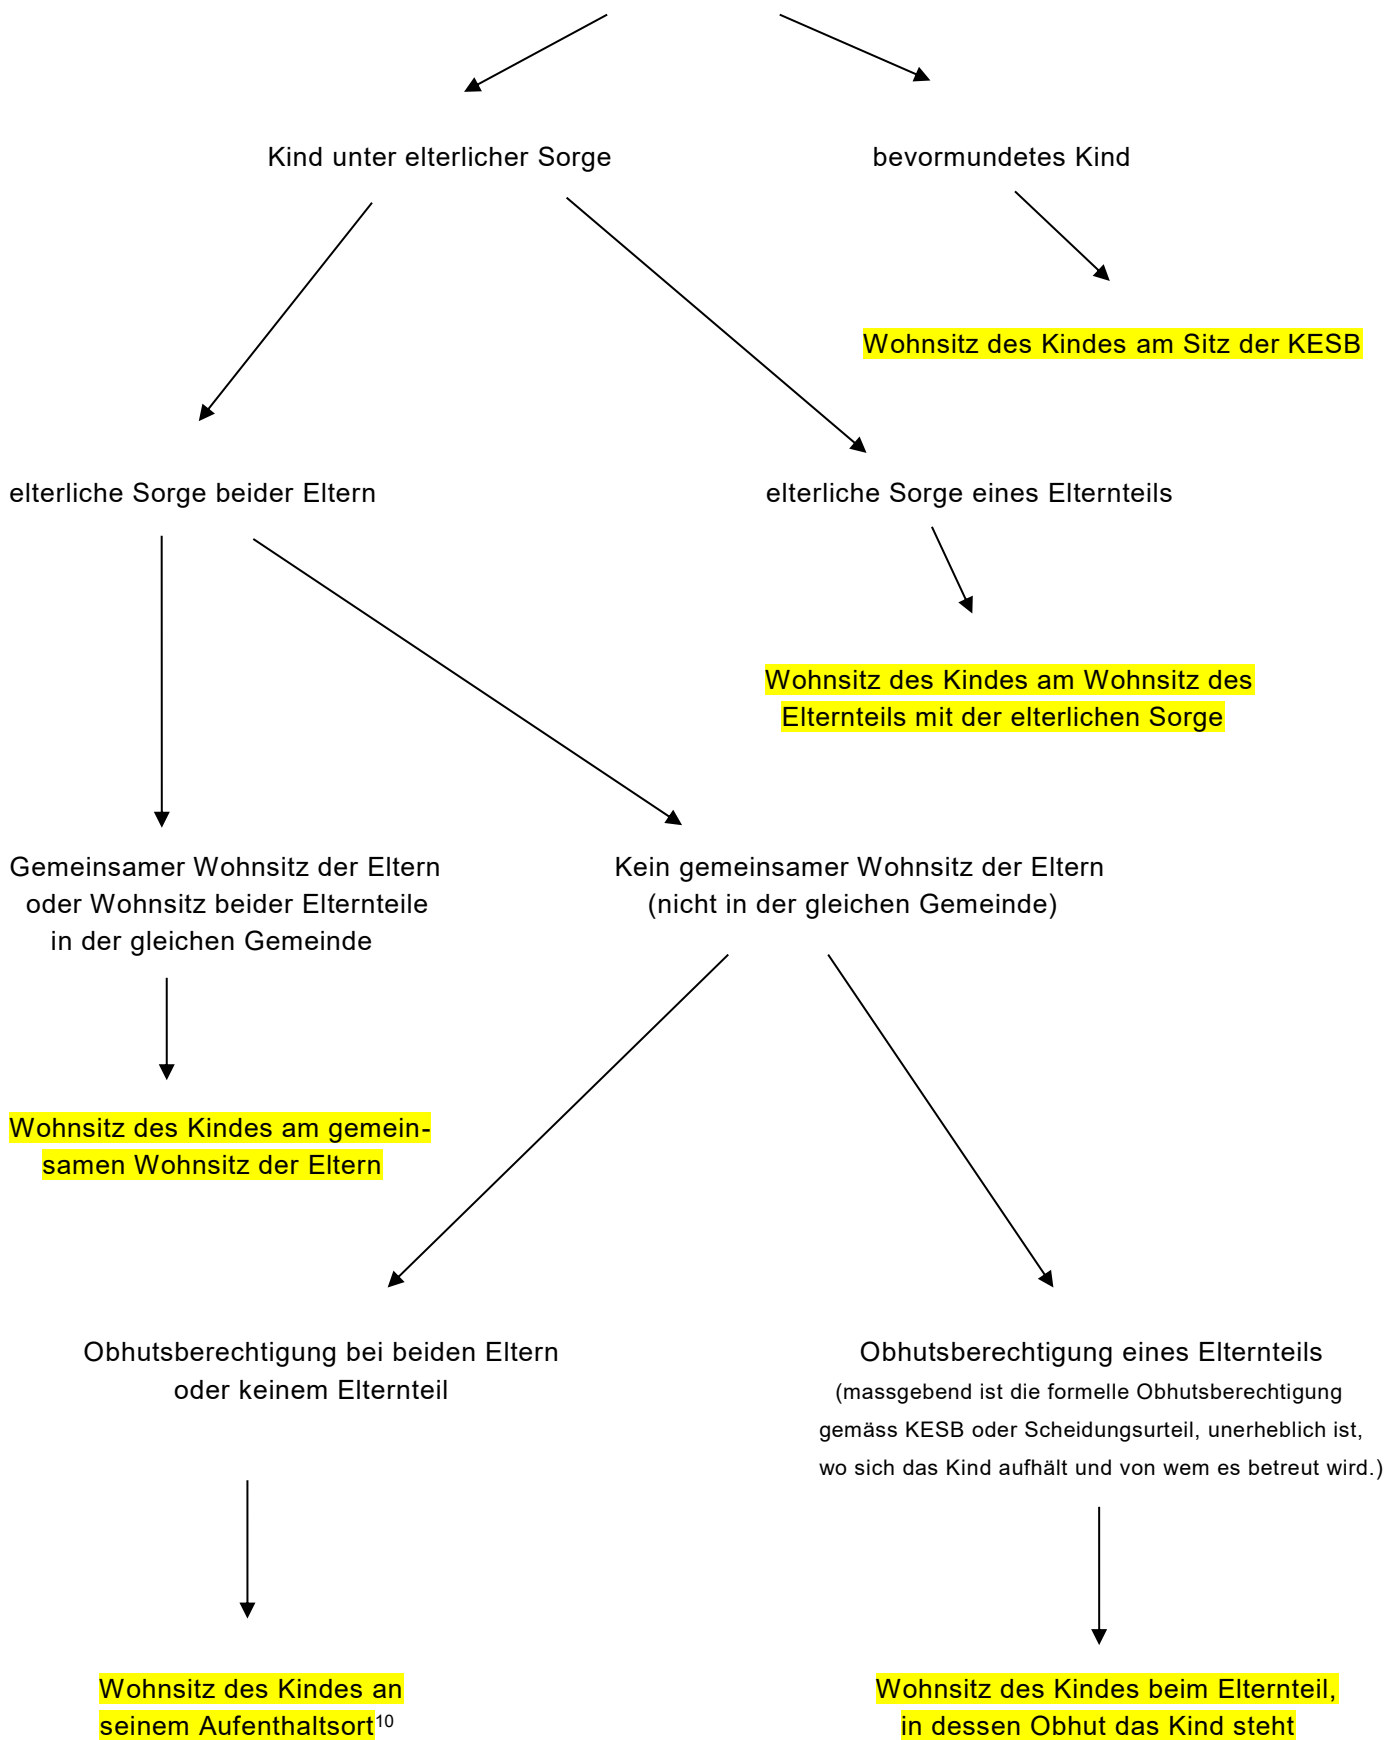 Kind unter elterlicher Sorge
bevormundetes Kind
Wohnsitz des Kindes am Sitz der KESB
elterliche Sorge beider Eltern
elterliche Sorge eines Elternteils
Wohnsitz des Kindes am Wohnsitz des
Elternteils mit der elterlichen Sorge
Gemeinsamer Wohnsitz der Eltern
oder Wohnsitz beider Elternteile
in der gleichen Gemeinde
Kein gemeinsamer Wohnsitz der Eltern
(nicht in der gleichen Gemeinde)
Wohnsitz des Kindes am gemein-
samen Wohnsitz der Eltern
Obhutsberechtigung bei beiden Eltern
oder keinem Elternteil
Obhutsberechtigung eines Elternteils
(massgebend ist die formelle Obhutsberechtigung
gemäss KESB oder Scheidungsurteil, unerheblich ist,
wo sich das Kind aufhält und von wem es betreut wird.)
Wohnsitz des Kindes an
seinem Aufenthaltsort¹⁰
Wohnsitz des Kindes beim Elternteil,
in dessen Obhut das Kind steht